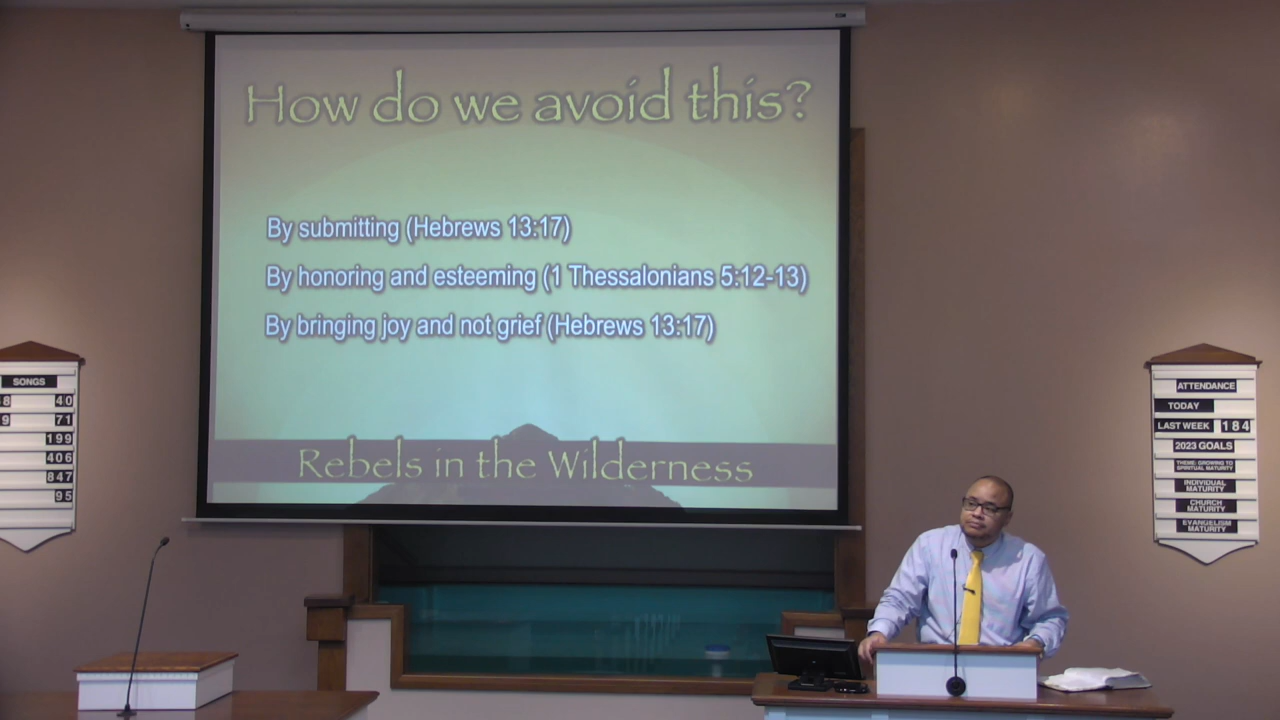 How do we avoid this?
By submitting (Hebrews 13:17)
By honoring and esteeming (1 Thessalonians 5:12-13)
By bringing joy and not grief (Hebrews 13:17)
Rebels in the Wilderness
SONGS
8 40
9 71
199
406
847
95
ATTENDANCE
TODAY
LAST WEEK 184
2023 GOALS
THEME: GROWING TO
SPIRITUAL MATURITY
INDIVIDUAL
MATURITY
CHURCH
MATURITY
EVANGELISM
MATURITY